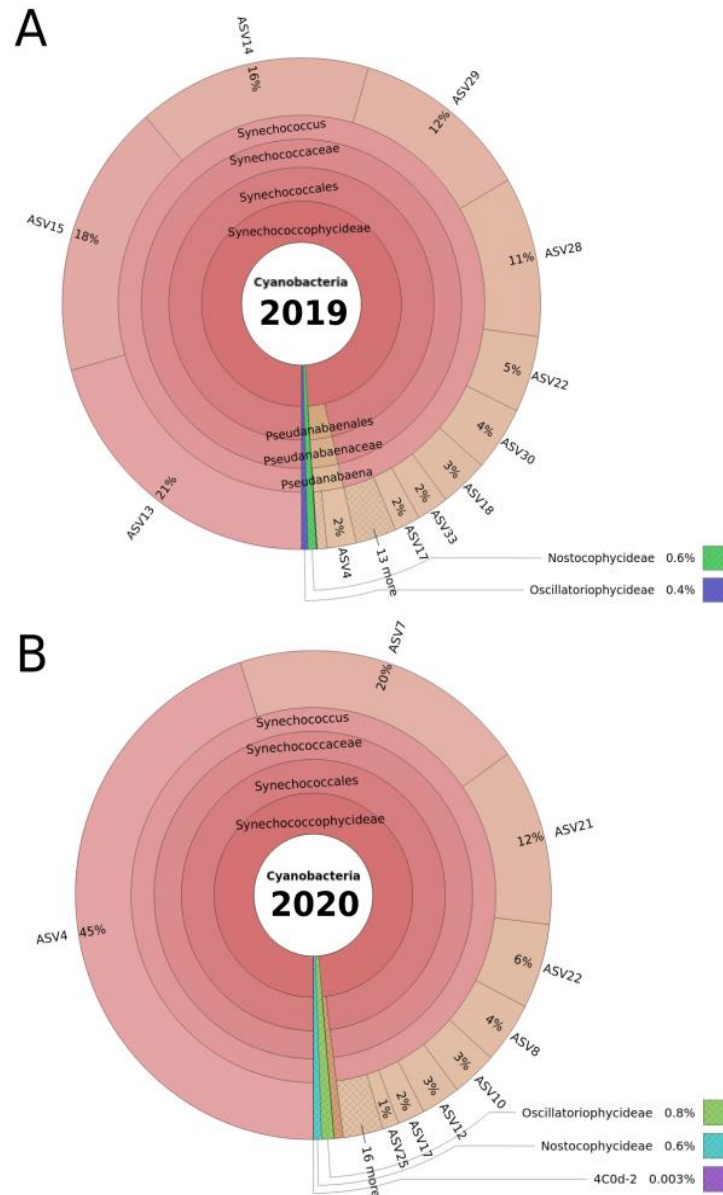 A
ASV14
16%
ASV29
12%
Synechococcus
Synechococcaceae
Synechococcales
Synechococcophycideae
ASV15 18%
11% ASV28
Cyanobacteria
2019
5% ASV22
4% ASV30
3% ASV18
2% ASV33
2% ASV17
13 more
2% ASV4
Pseudanabaenales
Pseudanabaenaceae
Pseudanabaena
21%
ASV13
Nostocophycideae 0.6%
Oscillatoriophycideae 0.4%
B
ASV7
20%
Synechococcus
Synechococcaceae
Synechococcales
Synechococcophycideae
12% ASV21
Cyanobacteria
2020
ASV4 45%
6% ASV22
4% ASV8
3% ASV10
3% ASV12
2% ASV17
1% ASV25
16 more
Oscillatoriophycideae 0.8%
Nostocophycideae 0.6%
4C0d-2 0.003%